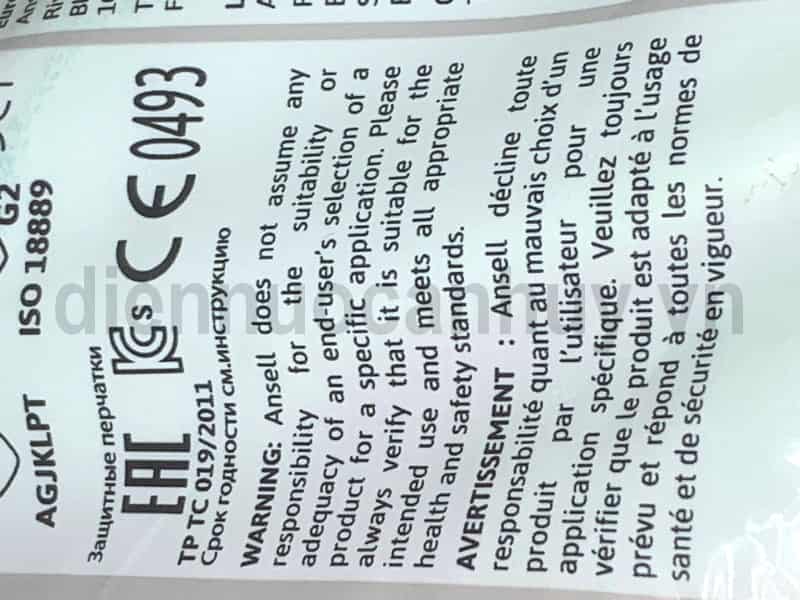 G2
AGJKLPT ISO 18889
Защитные перчатки
EAC KCs CE 0493
ТР ТС 019/2011
Срок годности см.инструкцию
WARNING: Ansell does not assume any
responsibility for the suitability or
adequacy of an end-user's selection of a
product for a specific application. Please
always verify that it is suitable for the
intended use and meets all appropriate
health and safety standards.
AVERTISSEMENT : Ansell décline toute
responsabilité quant au mauvais choix d'un
produit par l'utilisateur pour une
application spécifique. Veuillez toujours
vérifier que le produit est adapté à l'usage
prévu et répond à toutes les normes de
santé et de sécurité en vigueur.
diennuocanhuy.vn